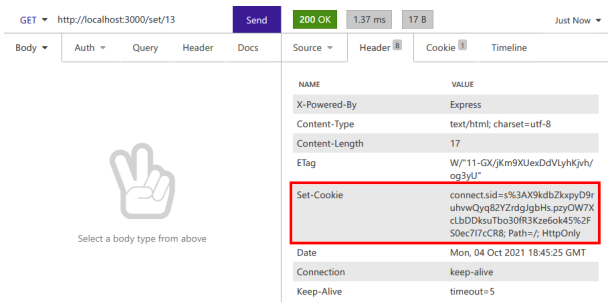 GET http://localhost:3000/set/13 Send 200 OK 1.37 ms 17 B Just Now
Body Auth Query Header Docs Source Header 8 Cookie 1 Timeline
NAME VALUE
X-Powered-By Express
Content-Type text/html; charset=utf-8
Content-Length 17
ETag W/"11-GX/jKm9XUexDdVLyhKjvh/
og3yU"
Set-Cookie connect.sid=s%3AX9kdbZkxpyD9r
uhvwQyq82YZrdgJgbHs.pzyOW7X
cLbDDksuTbo30fR3Kze6ok45%2F
S0ec7I7cCR8; Path=/; HttpOnly
Select a body type from above
Date Mon, 04 Oct 2021 18:45:25 GMT
Connection keep-alive
Keep-Alive timeout=5